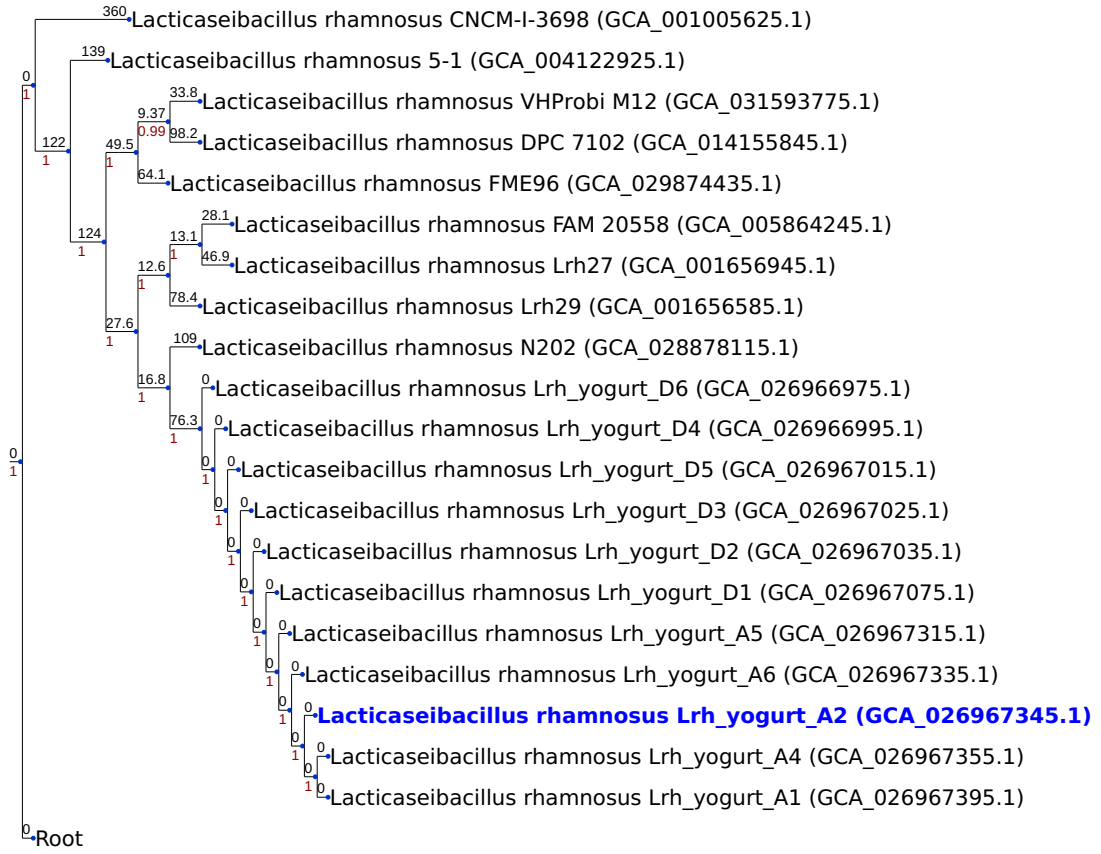 360 Lacticaseibacillus rhamnosus CNCM-I-3698 (GCA_001005625.1)
139 Lacticaseibacillus rhamnosus 5-1 (GCA_004122925.1)
0
1
33.8 Lacticaseibacillus rhamnosus VHProbi M12 (GCA_031593775.1)
9.37
0.99
98.2 Lacticaseibacillus rhamnosus DPC 7102 (GCA_014155845.1)
122
1
49.5
1
64.1 Lacticaseibacillus rhamnosus FME96 (GCA_029874435.1)
28.1 Lacticaseibacillus rhamnosus FAM 20558 (GCA_005864245.1)
124
1
13.1
1
46.9 Lacticaseibacillus rhamnosus Lrh27 (GCA_001656945.1)
12.6
1
78.4 Lacticaseibacillus rhamnosus Lrh29 (GCA_001656585.1)
27.6
1
109 Lacticaseibacillus rhamnosus N202 (GCA_028878115.1)
16.8
1
0 Lacticaseibacillus rhamnosus Lrh_yogurt_D6 (GCA_026966975.1)
76.3
1
0 Lacticaseibacillus rhamnosus Lrh_yogurt_D4 (GCA_026966995.1)
0
1
0
1
0 Lacticaseibacillus rhamnosus Lrh_yogurt_D5 (GCA_026967015.1)
0
1
0 Lacticaseibacillus rhamnosus Lrh_yogurt_D3 (GCA_026967025.1)
0
1
0 Lacticaseibacillus rhamnosus Lrh_yogurt_D2 (GCA_026967035.1)
0
1
0 Lacticaseibacillus rhamnosus Lrh_yogurt_D1 (GCA_026967075.1)
0
1
0 Lacticaseibacillus rhamnosus Lrh_yogurt_A5 (GCA_026967315.1)
0
1
0 Lacticaseibacillus rhamnosus Lrh_yogurt_A6 (GCA_026967335.1)
0
1
0 Lacticaseibacillus rhamnosus Lrh_yogurt_A2 (GCA_026967345.1)
0
1
0 Lacticaseibacillus rhamnosus Lrh_yogurt_A4 (GCA_026967355.1)
0
1
0 Lacticaseibacillus rhamnosus Lrh_yogurt_A1 (GCA_026967395.1)
0 Root